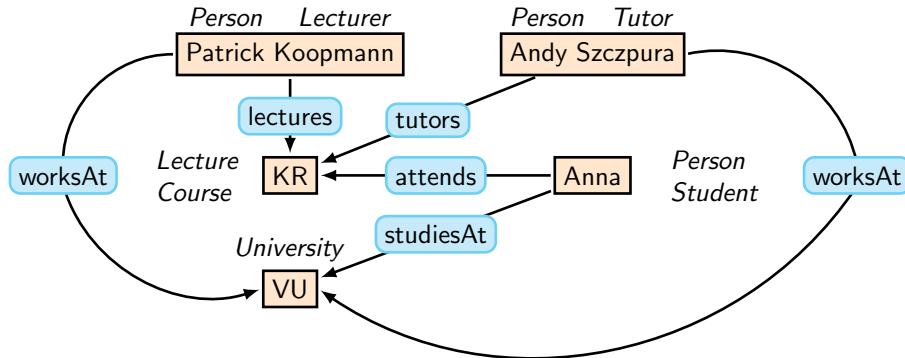 Person Lecturer
Person Tutor
Patrick Koopmann
Andy Szczpura
lectures
tutors
worksAt
Lecture
Course
KR
attends
Anna
Person
Student
worksAt
studiesAt
University
VU